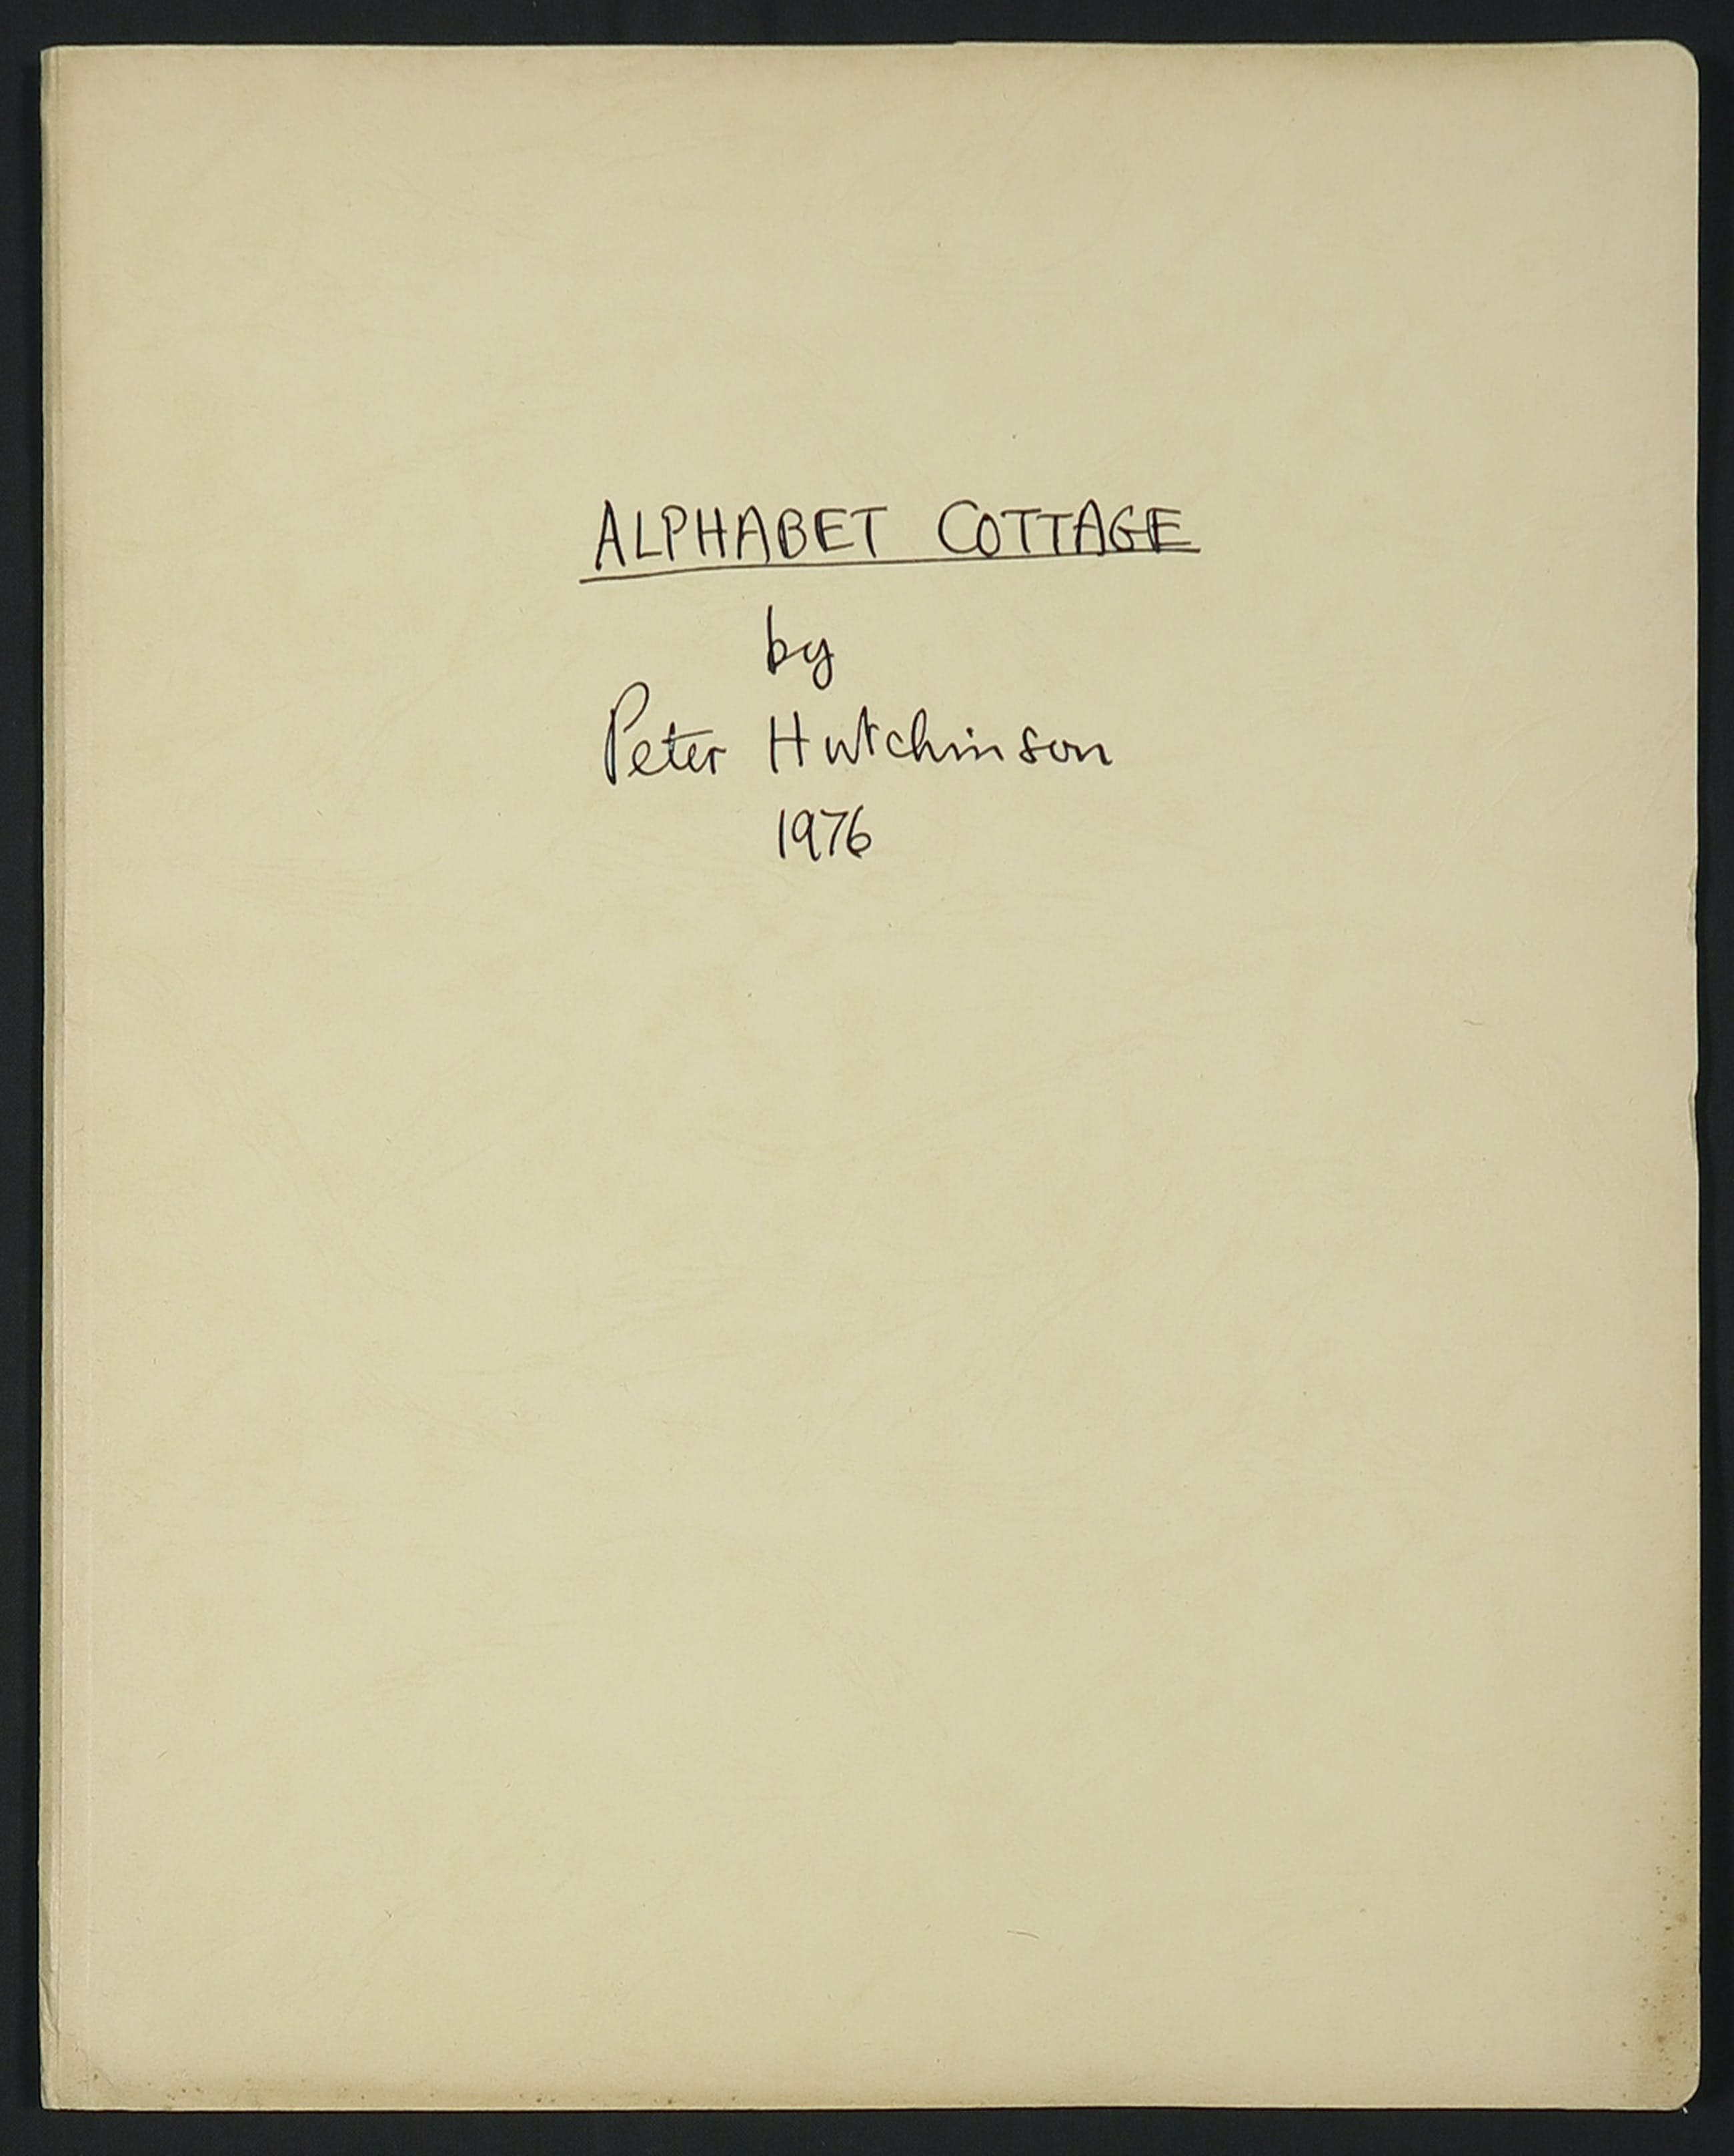 ALPHABET COTTAGE
by
Peter Hutchinson
1976